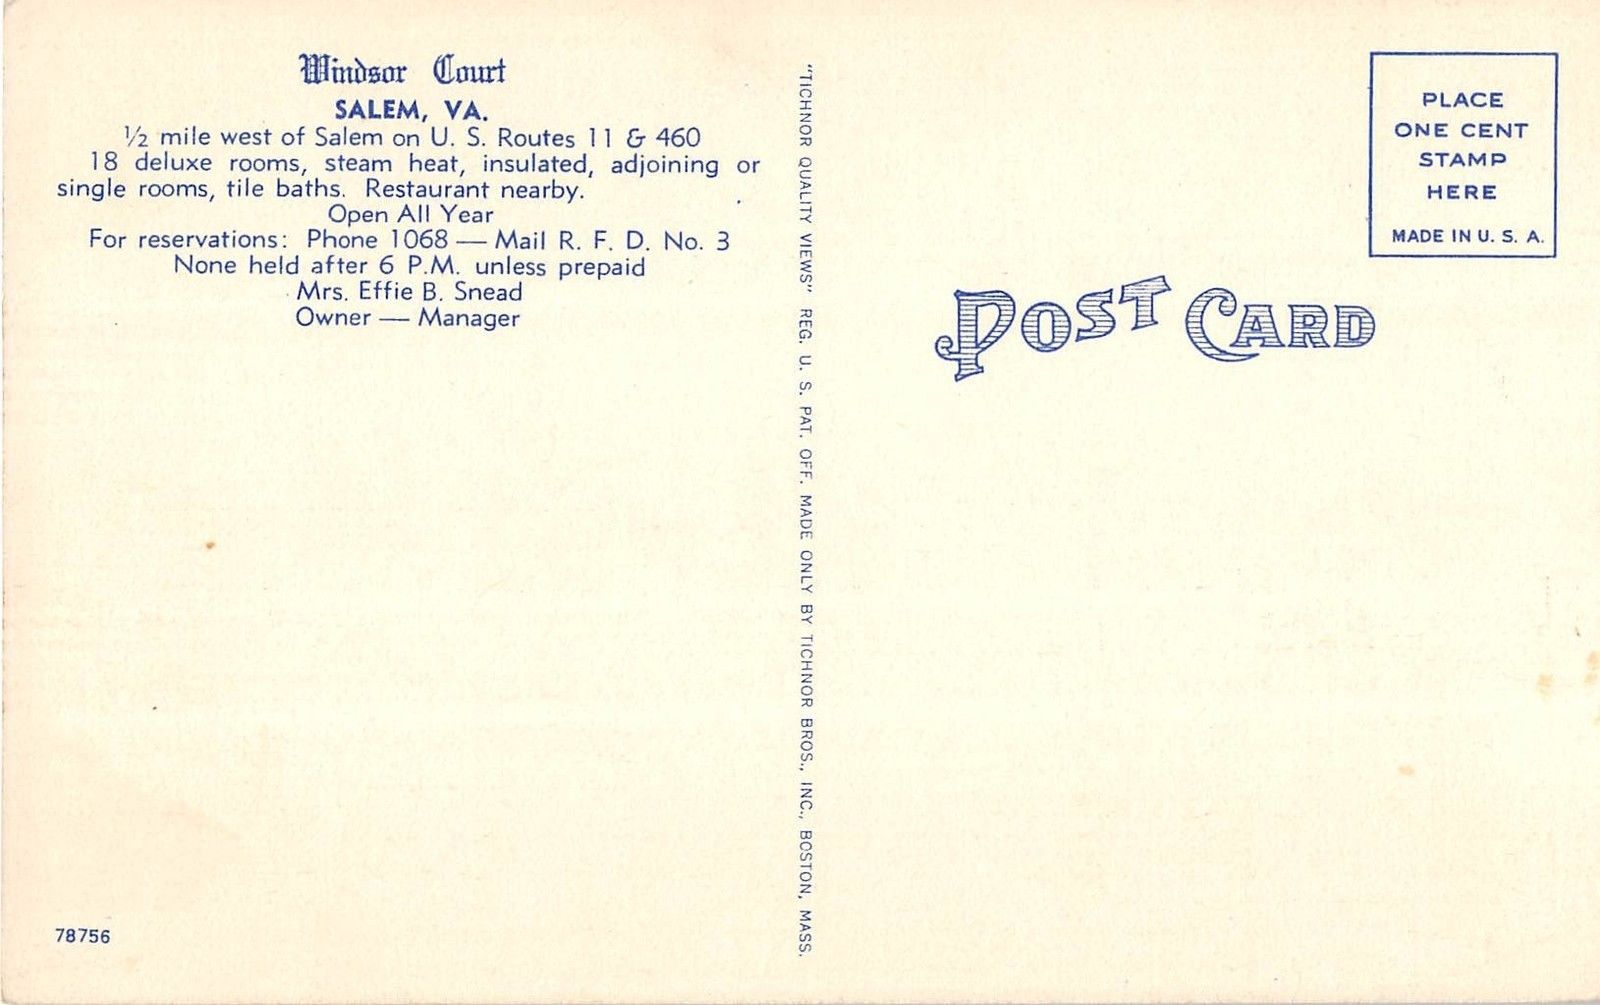 Windsor Court
SALEM, VA.
½ mile west of Salem on U. S. Routes 11 & 460
18 deluxe rooms, steam heat, insulated, adjoining or
single rooms, tile baths. Restaurant nearby.
Open All Year
For reservations: Phone 1068 — Mail R. F. D. No. 3
None held after 6 P.M. unless prepaid
Mrs. Effie B. Snead
Owner — Manager
78756
"TICHNOR QUALITY VIEWS" REG. U. S. PAT. OFF. MADE ONLY BY TICHNOR BROS., INC., BOSTON, MASS.
PLACE
ONE CENT
STAMP
HERE
MADE IN U. S. A.
POST CARD